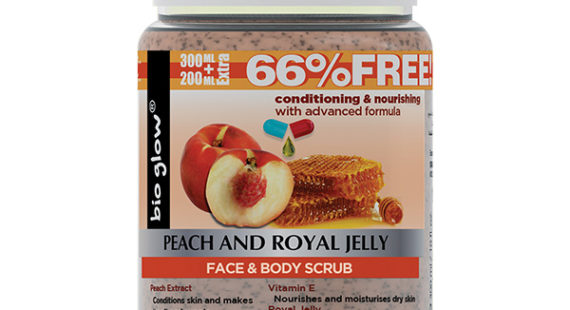 300ML
+
200ML
Extra
66%FREE!
conditioning & nourishing
with advanced formula
bio glow®
PEACH AND ROYAL JELLY
FACE & BODY SCRUB
Peach Extract
Conditions skin and makes
Vitamin E
Nourishes and moisturises dry skin
Royal Jelly